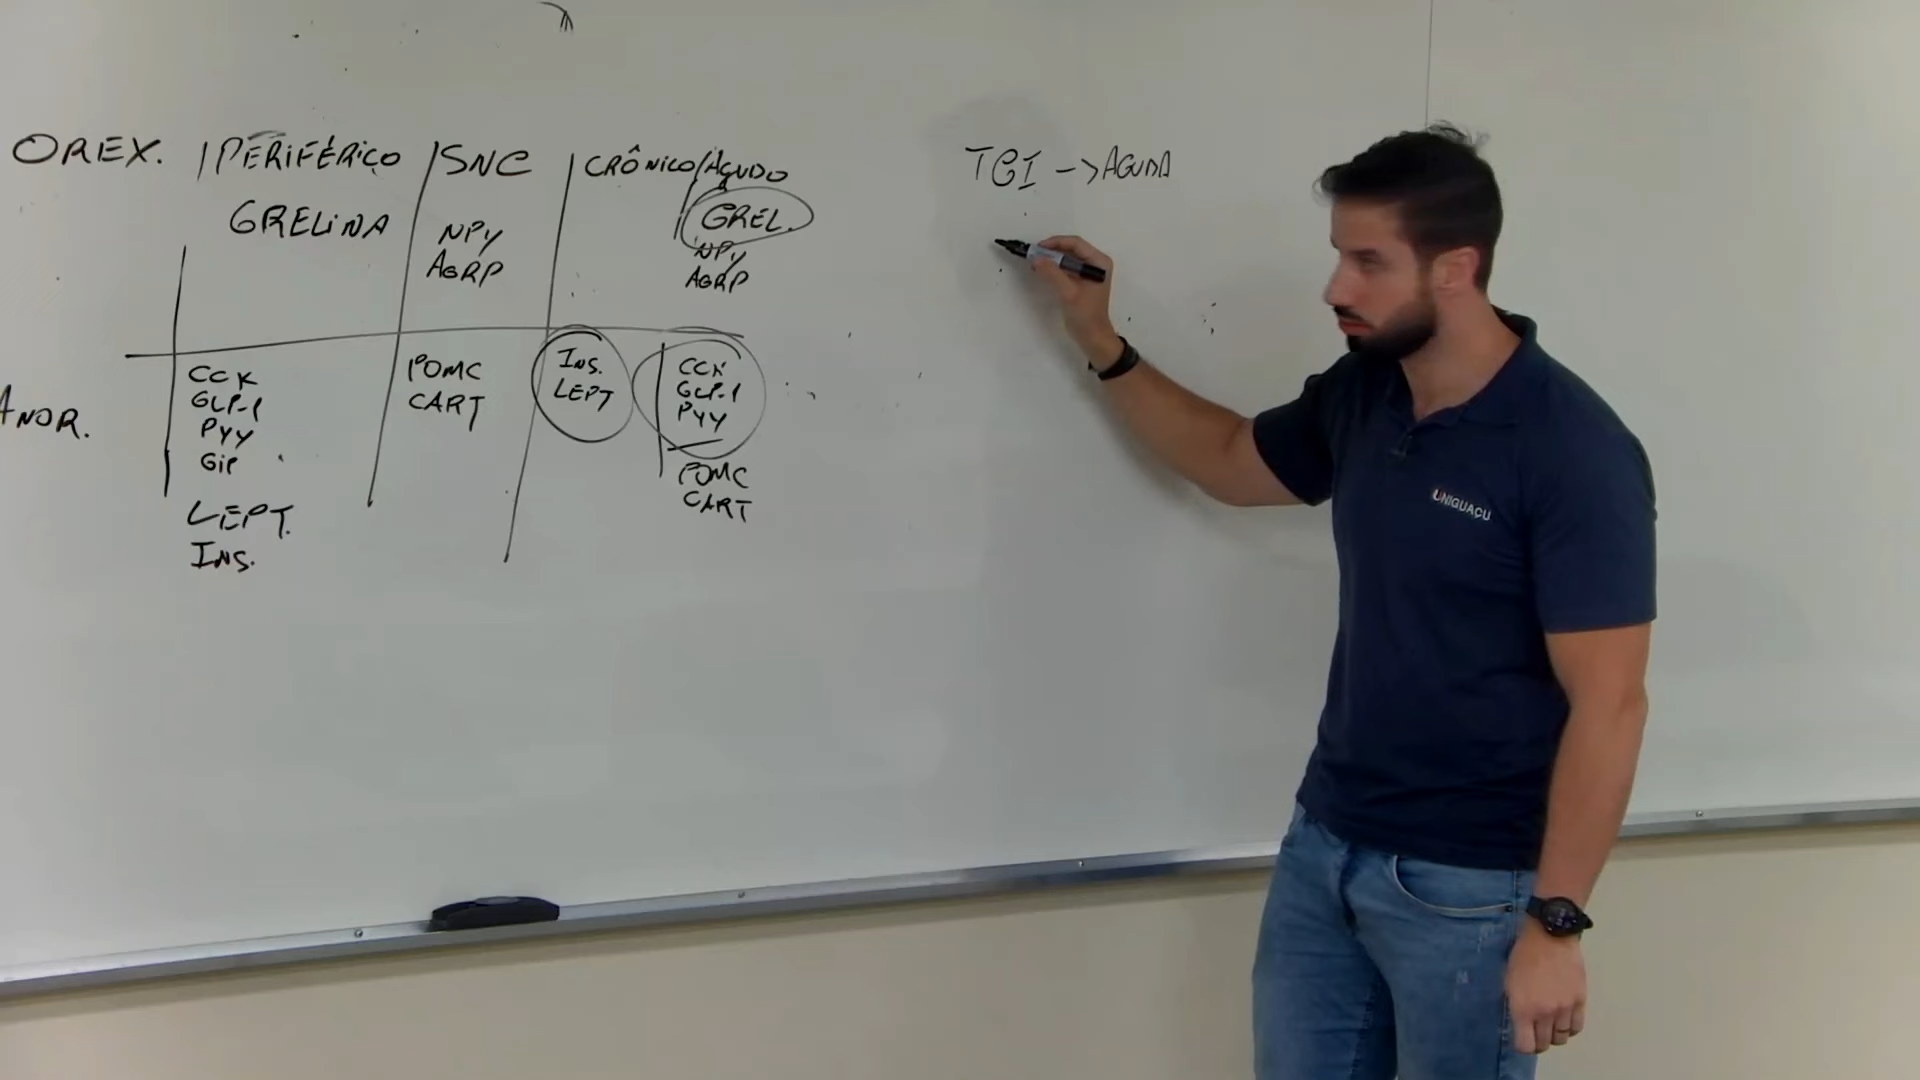 OREX. | PERIFÉRICO | SNC | CRÔNICO/AGUDO
GRELINA
NPY
AGRP
GREL.
NPY
AGRP
ANOR.
CCK
GLP-1
PYY
GIP
LEPT.
INS.
POMC
CART
INS.
LEPT
CCK
GLP-1
PYY
POMC
CART
TGI -> AGUDA
UNIGUAÇU